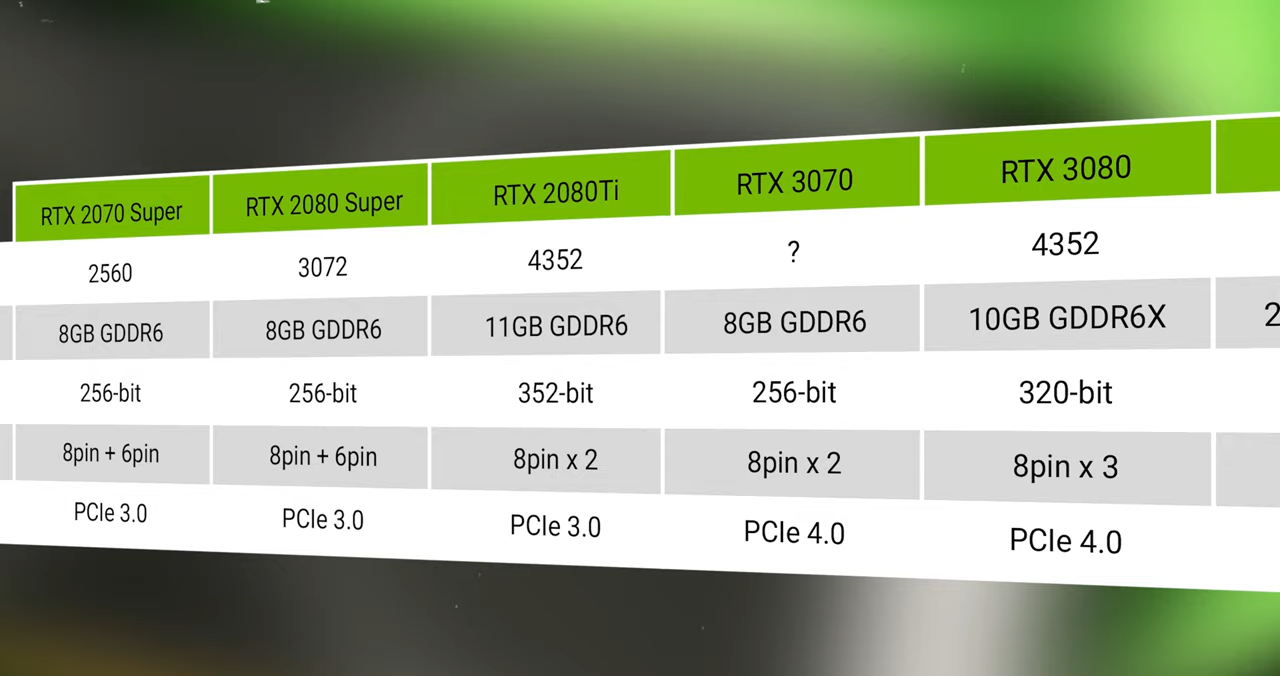 RTX 2070 Super RTX 2080 Super RTX 2080Ti RTX 3070 RTX 3080
2560 3072 4352 ? 4352
8GB GDDR6 8GB GDDR6 11GB GDDR6 8GB GDDR6 10GB GDDR6X 2
256-bit 256-bit 352-bit 256-bit 320-bit
8pin + 6pin 8pin + 6pin 8pin x 2 8pin x 2 8pin x 3
PCIe 3.0 PCIe 3.0 PCIe 3.0 PCIe 4.0 PCIe 4.0